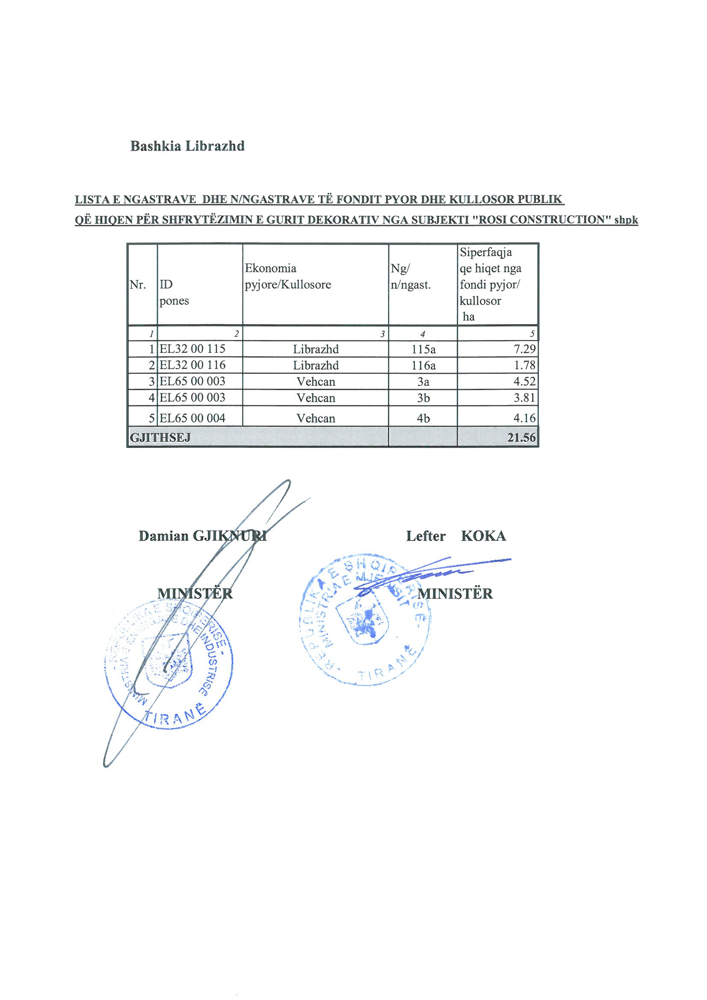 Bashkia Librazhd
LISTA E NGASTRAVE DHE N/NGASTRAVE TË FONDIT PYOR DHE KULLOSOR PUBLIK
QË HIQEN PËR SHFRYTËZIMIN E GURIT DEKORATIV NGA SUBJEKTI "ROSI CONSTRUCTION" shpk
Nr. ID pones Ekonomia pyjore/Kullosore Ng/ n/ngast. Siperfaqja qe hiqet nga fondi pyjor/ kullosor ha
1 2 3 4 5
1 EL32 00 115 Librazhd 115a 7.29
2 EL32 00 116 Librazhd 116a 1.78
3 EL65 00 003 Vehcan 3a 4.52
4 EL65 00 003 Vehcan 3b 3.81
5 EL65 00 004 Vehcan 4b 4.16
GJITHSEJ 21.56
Damian GJIKNURI Lefter KOKA
MINISTËR MINISTËR
-REPUBLIKA E SHQIPERISE-
MINISTRIA E MJEDISIT
TIRANË
-REPUBLIKA E SHQIPERISE-
MINISTRIA E ENERGJISE DHE INDUSTRISE
TIRANË